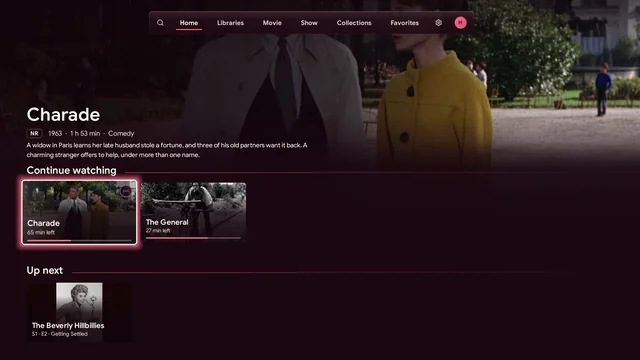 Home Libraries Movie Show Collections Favorites H
Charade
NR 1963 · 1 h 53 min · Comedy
A widow in Paris learns her late husband stole a fortune, and three of his old partners want it back. A
charming stranger offers to help, under more than one name.
Continue watching
Charade
65 min left
The General
27 min left
Up next
The Beverly Hillbillies
S1 · E2 · Getting Settled